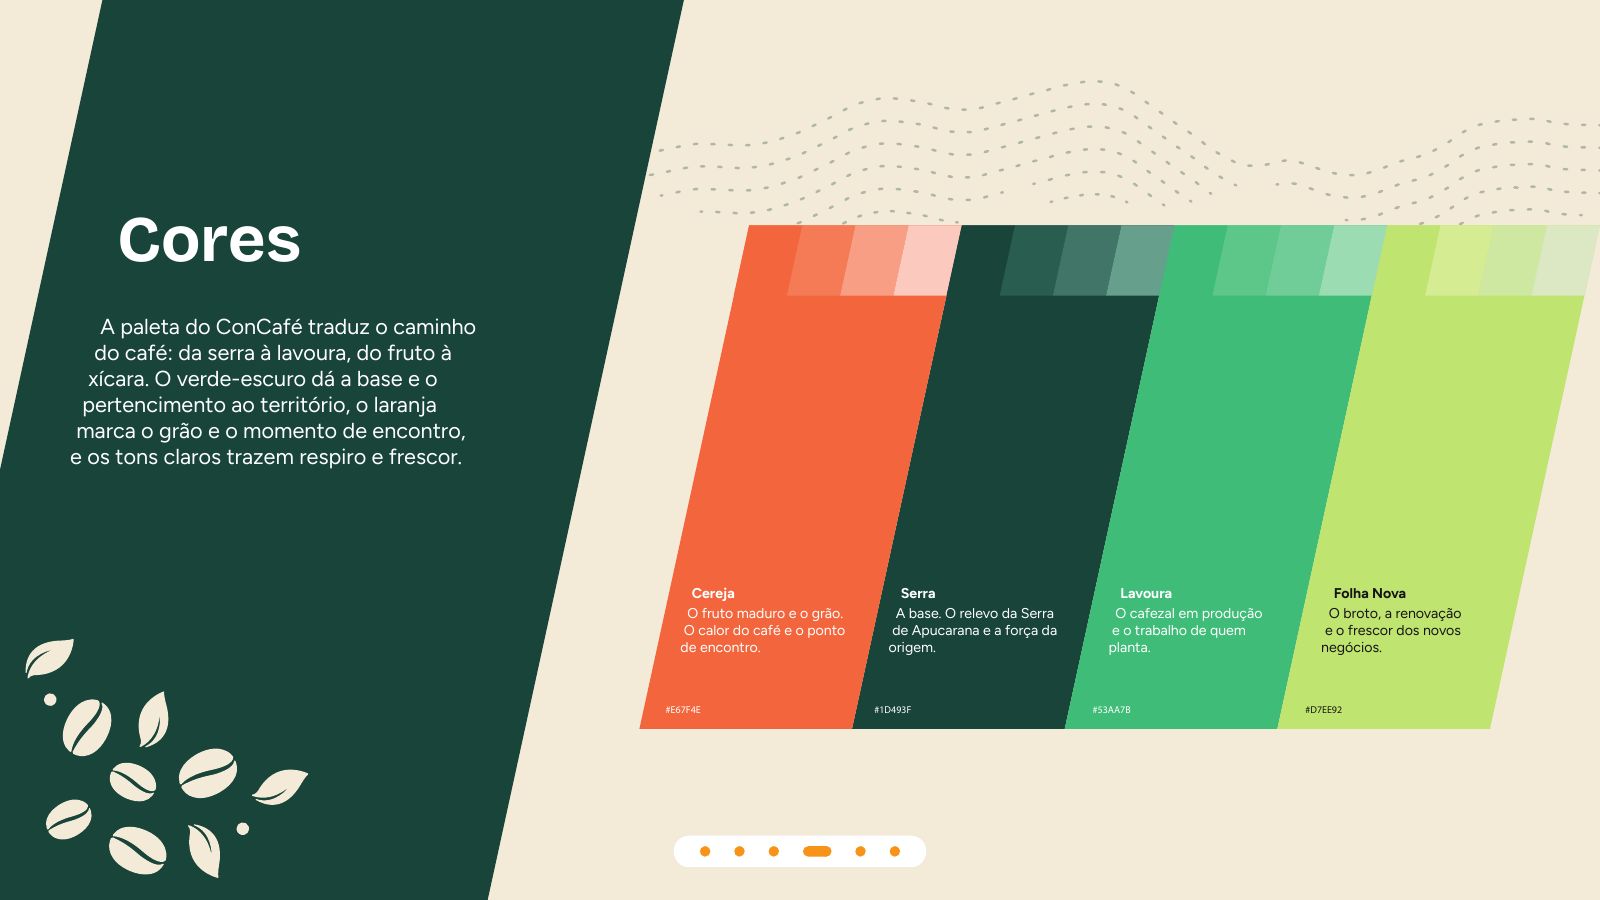 Cores
A paleta do ConCafé traduz o caminho
do café: da serra à lavoura, do fruto à
xícara. O verde-escuro dá a base e o
pertencimento ao território, o laranja
marca o grão e o momento de encontro,
e os tons claros trazem respiro e frescor.
Cereja
O fruto maduro e o grão.
O calor do café e o ponto
de encontro.
#E67F4E
Serra
A base. O relevo da Serra
de Apucarana e a força da
origem.
#1D493F
Lavoura
O cafezal em produção
e o trabalho de quem
planta.
#53AA7B
Folha Nova
O broto, a renovação
e o frescor dos novos
negócios.
#D7EE92